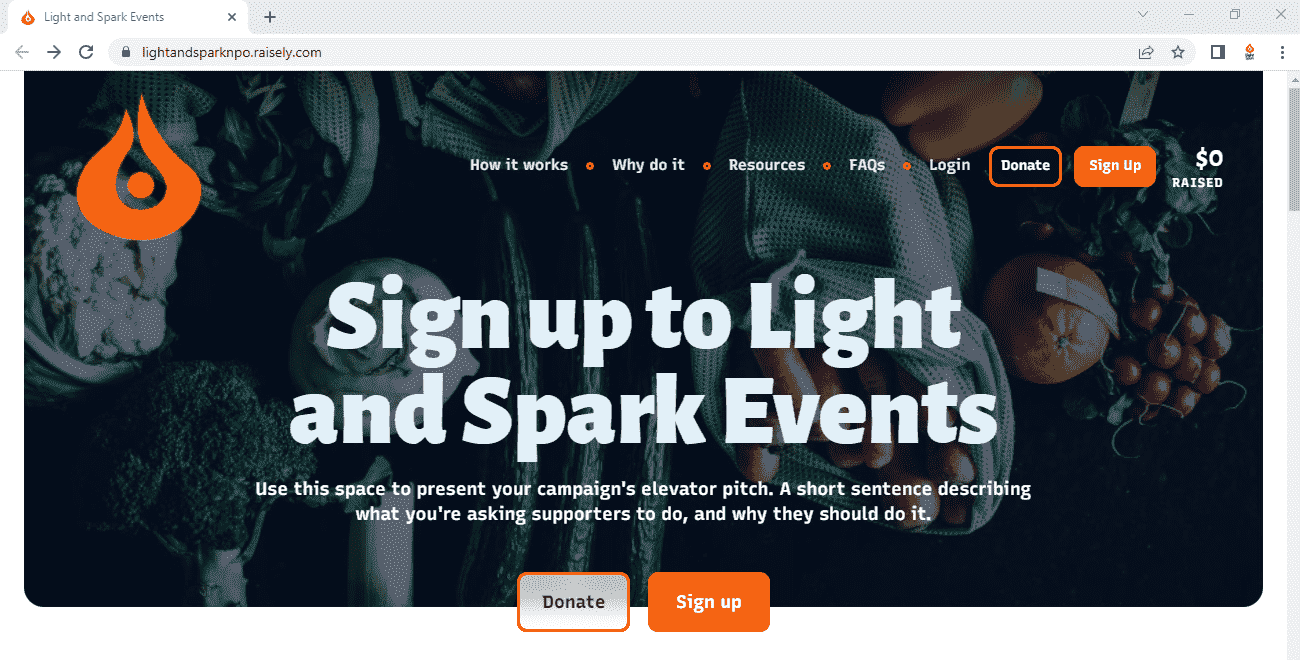 Light and Spark Events
lightandsparknpo.raisely.com
How it works Why do it Resources FAQs Login Donate Sign Up $0
RAISED
Sign up to Light
and Spark Events
Use this space to present your campaign's elevator pitch. A short sentence describing
what you're asking supporters to do, and why they should do it.
Donate Sign up